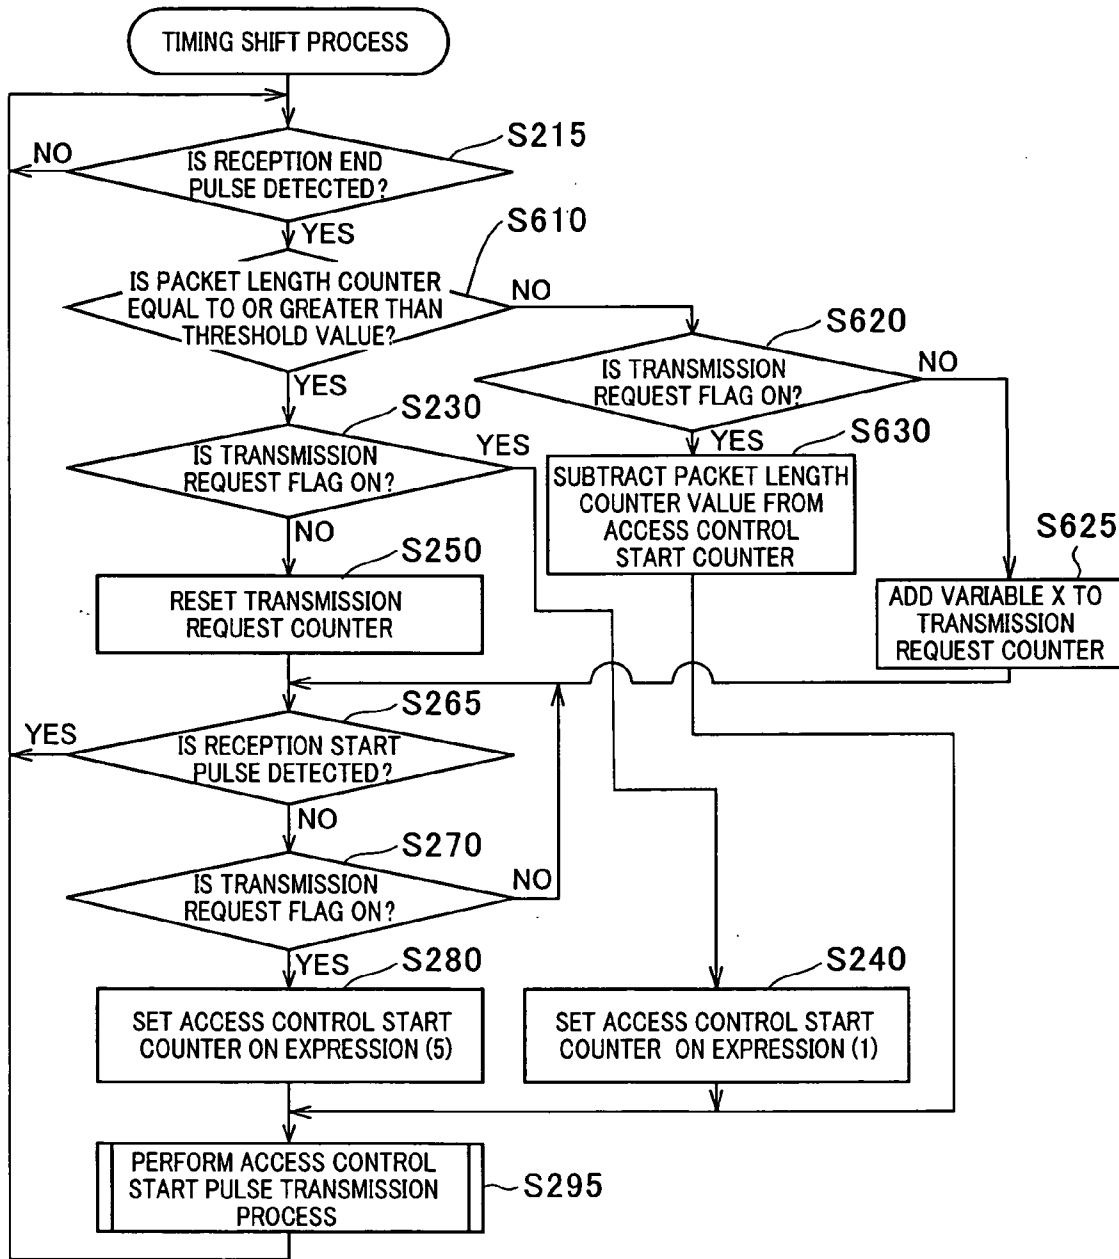 TIMING SHIFT PROCESS
S215
NO
IS RECEPTION END
PULSE DETECTED?
YES
S610
IS PACKET LENGTH COUNTER
EQUAL TO OR GREATER THAN
THRESHOLD VALUE?
NO
S620
YES
IS TRANSMISSION
REQUEST FLAG ON?
NO
S230
YES
YES
S630
IS TRANSMISSION
REQUEST FLAG ON?
SUBTRACT PACKET LENGTH
COUNTER VALUE FROM
ACCESS CONTROL
START COUNTER
NO
S625
S250
RESET TRANSMISSION
REQUEST COUNTER
ADD VARIABLE X TO
TRANSMISSION
REQUEST COUNTER
S265
YES
IS RECEPTION START
PULSE DETECTED?
NO
S270
IS TRANSMISSION
REQUEST FLAG ON?
NO
YES
S280
S240
SET ACCESS CONTROL START
COUNTER ON EXPRESSION (5)
SET ACCESS CONTROL START
COUNTER ON EXPRESSION (1)
PERFORM ACCESS CONTROL
START PULSE TRANSMISSION
PROCESS
S295